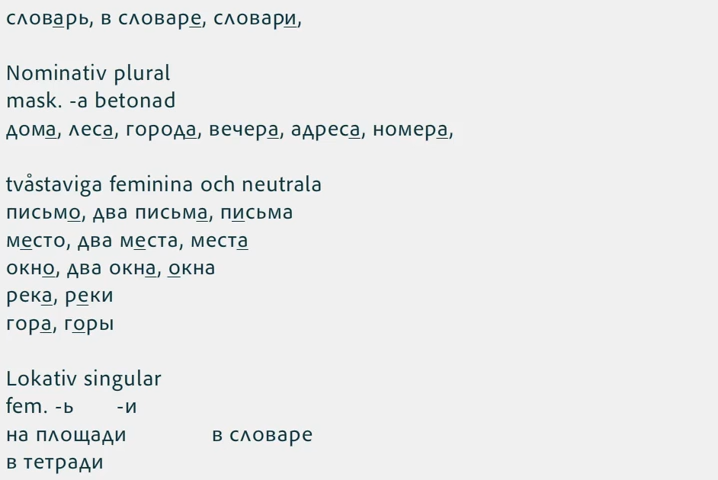 словарь, в словаре, словари,
Nominativ plural
mask. -a betonad
дома, леса, города, вечера, адреса, номера,
tvåstaviga feminina och neutrala
письмо, два письма, письма
место, два места, места
окно, два окна, окна
река, реки
гора, горы
Lokativ singular
fem. -ь -и
на площади в словаре
в тетради